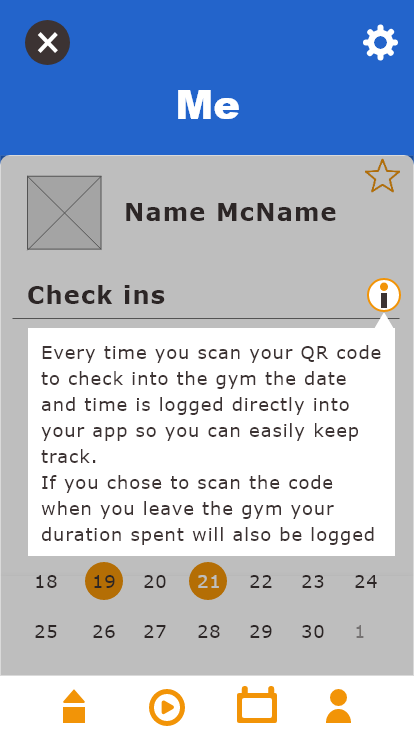 Me
Name McName
Check ins
Every time you scan your QR code
to check into the gym the date
and time is logged directly into
your app so you can easily keep
track.
If you chose to scan the code
when you leave the gym your
duration spent will also be logged
18 19 20 21 22 23 24
25 26 27 28 29 30 1